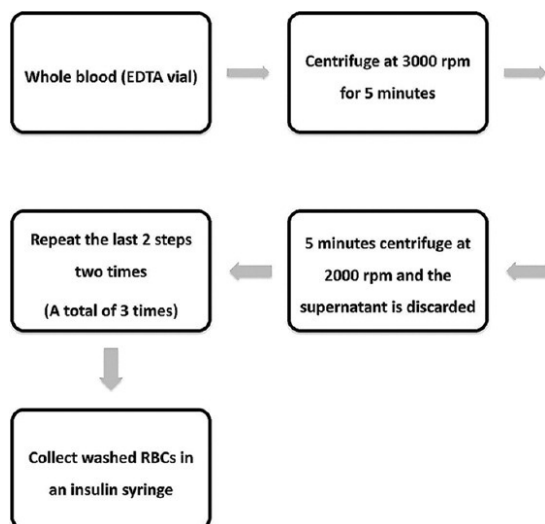 Whole blood (EDTA vial)
Centrifuge at 3000 rpm
for 5 minutes
5 minutes centrifuge at
2000 rpm and the
supernatant is discarded
Repeat the last 2 steps
two times
(A total of 3 times)
Collect washed RBCs in
an insulin syringe